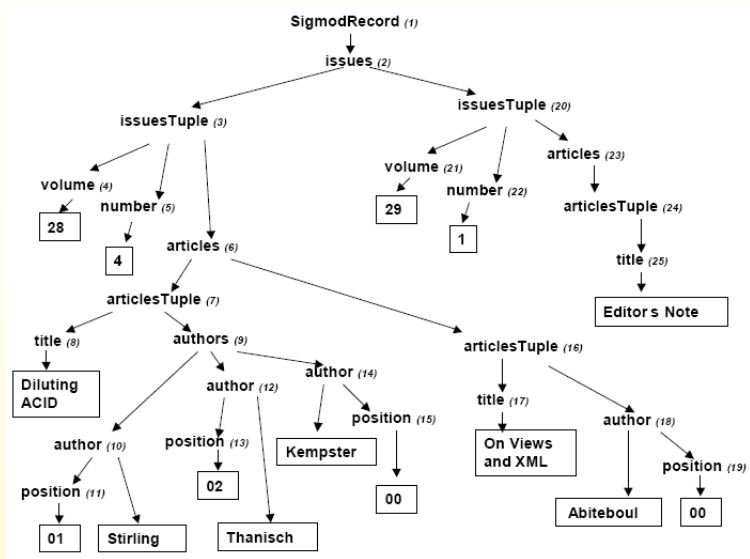 SigmodRecord (1)
issues (2)
issuesTuple (3)
issuesTuple (20)
volume (4)
number (5)
28
4
articles (6)
volume (21)
number (22)
29
1
articles (23)
articlesTuple (24)
title (25)
Editor's Note
articlesTuple (7)
title (8)
Diluting
ACID
authors (9)
author (10)
position (11)
01
Stirling
author (12)
position (13)
02
Thanisch
author (14)
position (15)
Kempster
00
articlesTuple (16)
title (17)
On Views
and XML
author (18)
position (19)
Abiteboul
00